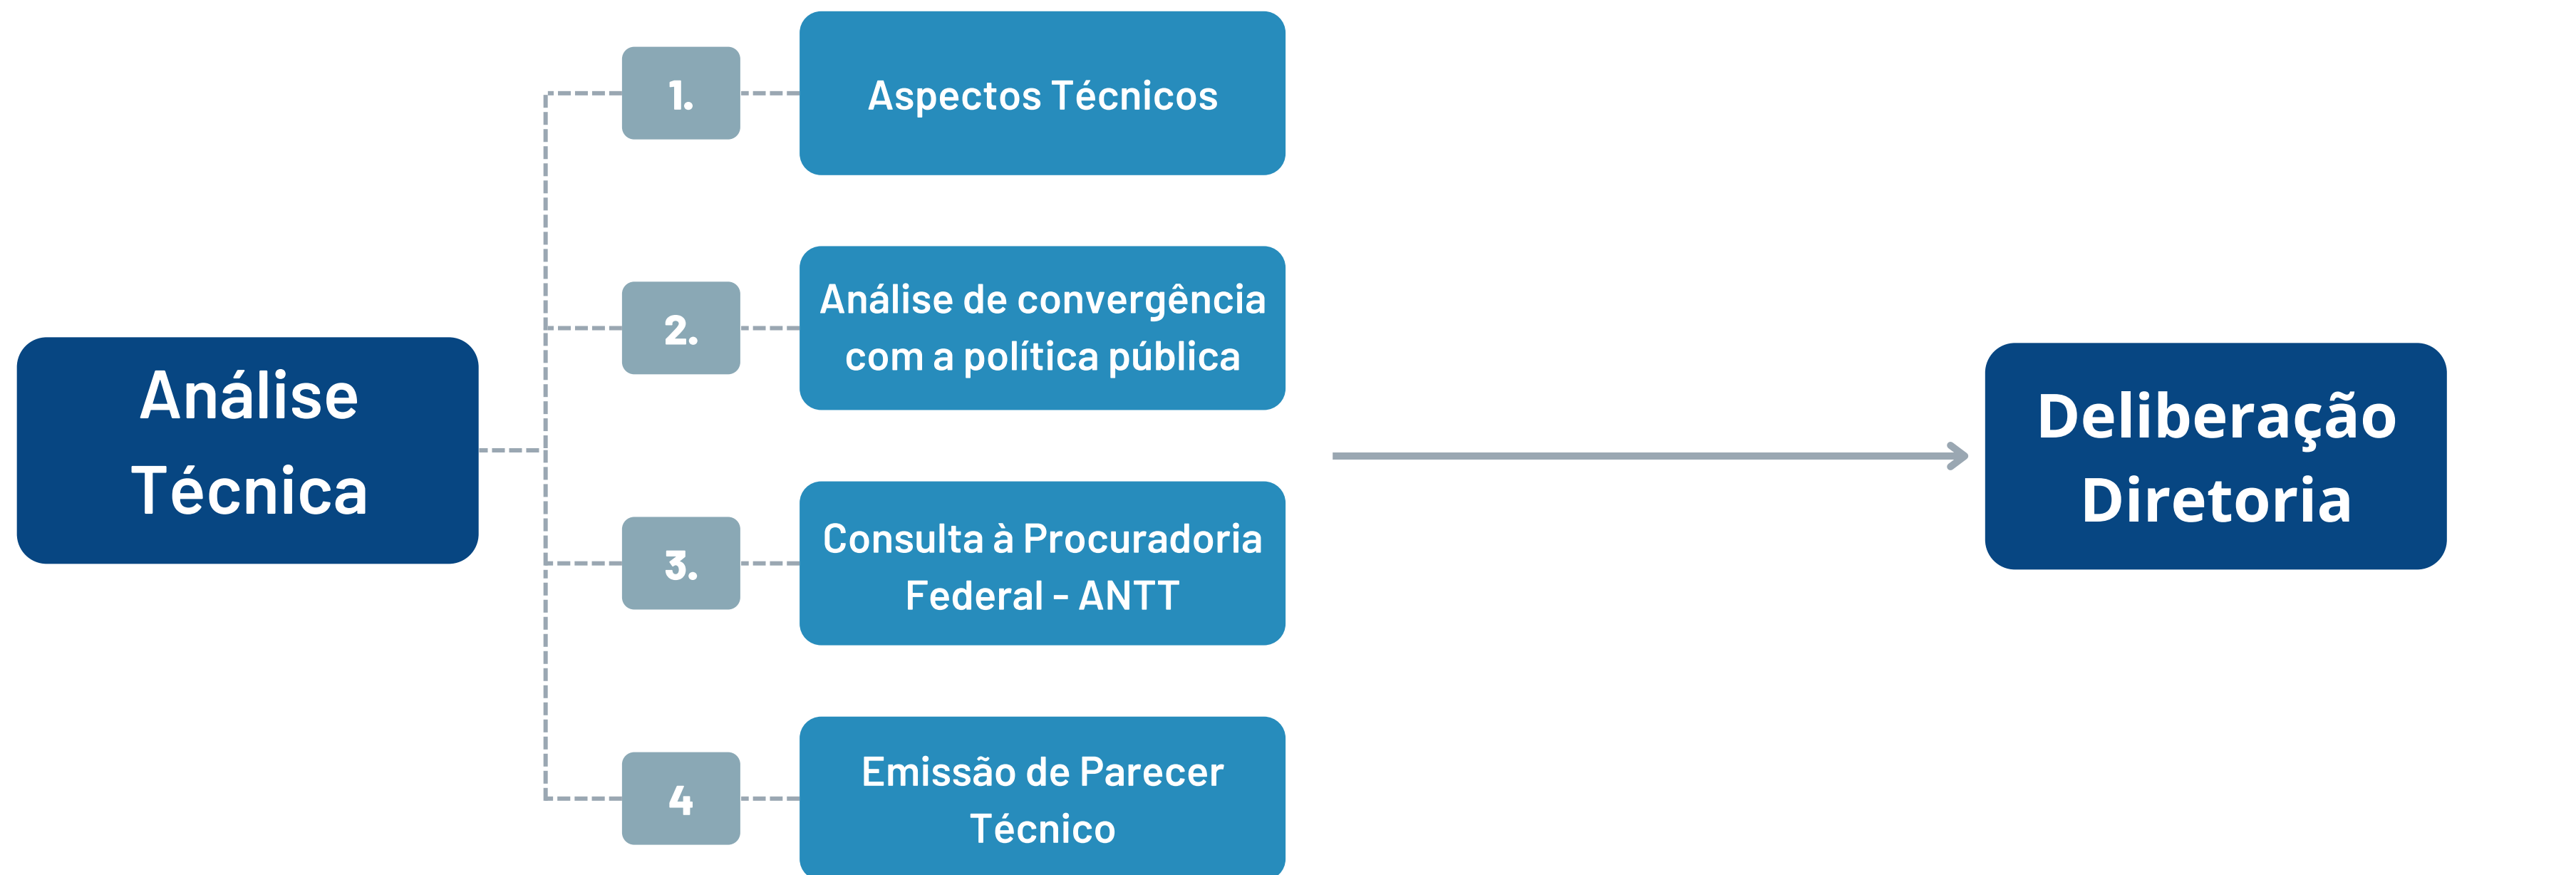 Análise
Técnica
1.
Aspectos Técnicos
2.
Análise de convergência
com a política pública
3.
Consulta à Procuradoria
Federal - ANTT
4
Emissão de Parecer
Técnico
Deliberação
Diretoria